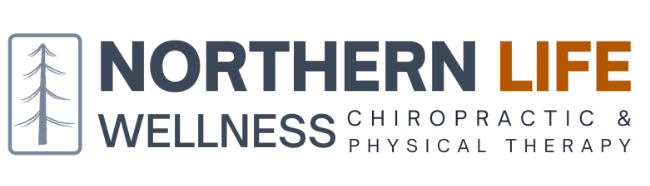 NORTHERN LIFE
WELLNESS CHIROPRACTIC &
PHYSICAL THERAPY